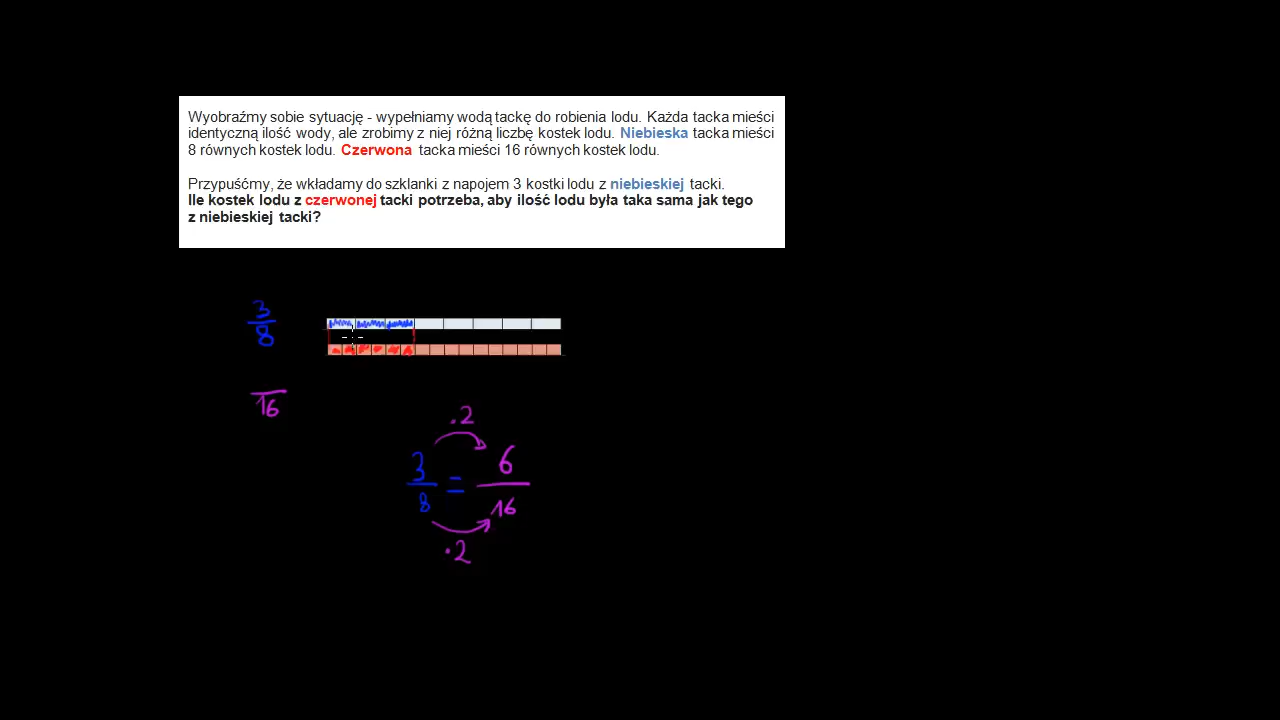 Wyobraźmy sobie sytuację - wypełniamy wodą tackę do robienia lodu. Każda tacka mieści
identyczną ilość wody, ale zrobimy z niej różną liczbę kostek lodu. Niebieska tacka mieści
8 równych kostek lodu. Czerwona tacka mieści 16 równych kostek lodu.
Przypuśćmy, że wkładamy do szklanki z napojem 3 kostki lodu z niebieskiej tacki.
Ile kostek lodu z czerwonej tacki potrzeba, aby ilość lodu była taka sama jak tego
z niebieskiej tacki?
3
8
16
.2
3 = 6
8 16
.2